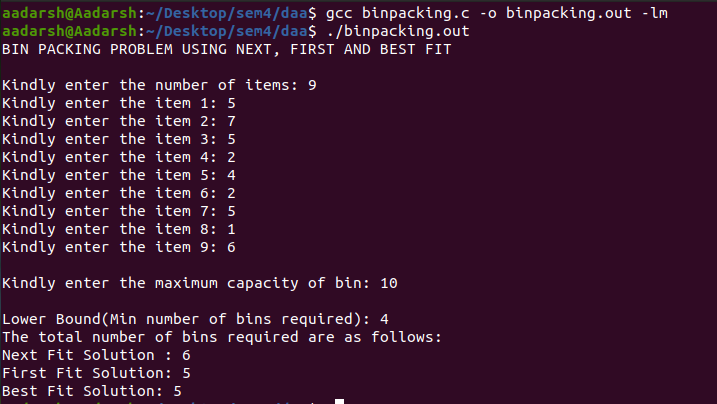 aadarsh@Aadarsh:~/Desktop/sem4/daa$ gcc binpacking.c -o binpacking.out -lm
aadarsh@Aadarsh:~/Desktop/sem4/daa$ ./binpacking.out
BIN PACKING PROBLEM USING NEXT, FIRST AND BEST FIT
Kindly enter the number of items: 9
Kindly enter the item 1: 5
Kindly enter the item 2: 7
Kindly enter the item 3: 5
Kindly enter the item 4: 2
Kindly enter the item 5: 4
Kindly enter the item 6: 2
Kindly enter the item 7: 5
Kindly enter the item 8: 1
Kindly enter the item 9: 6
Kindly enter the maximum capacity of bin: 10
Lower Bound(Min number of bins required): 4
The total number of bins required are as follows:
Next Fit Solution : 6
First Fit Solution: 5
Best Fit Solution: 5